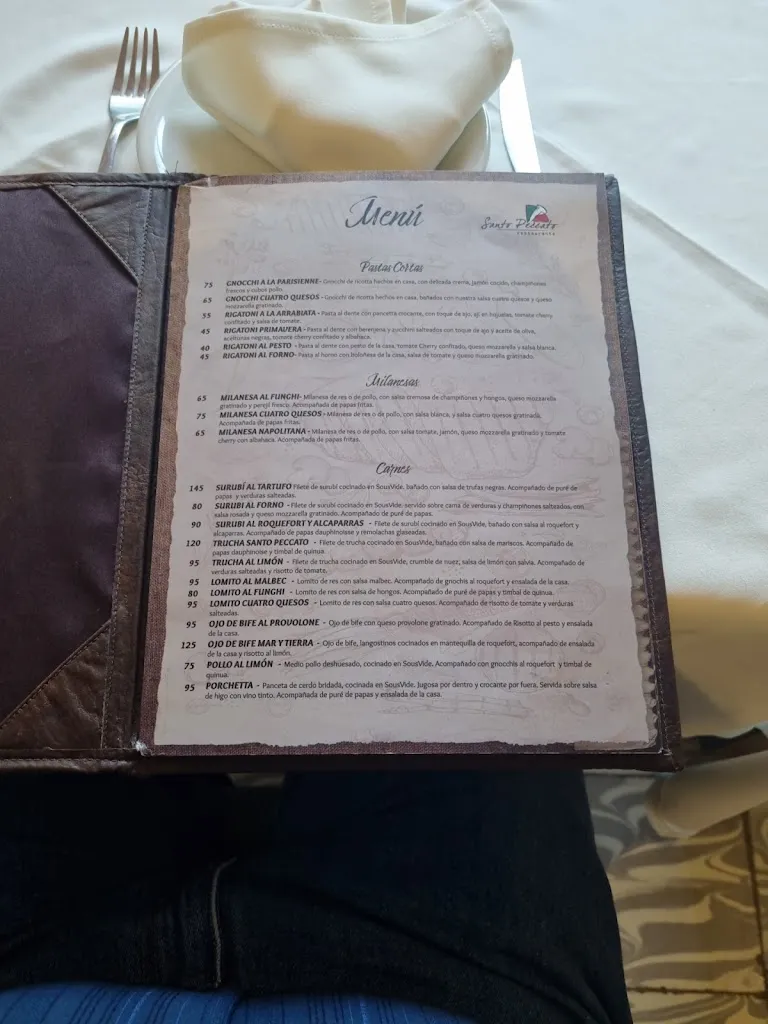 Menú
Santo Peccato
RESTAURANTE
Pastas Cortas
75 GNOCCHI A LA PARISIENNE- Gnocchi de ricotta hechos en casa, con delicada crema, jamón cocido, champiñones
frescos y cubos pollo.
65 GNOCCHI CUATRO QUESOS - Gnocchi de ricotta hechos en casa, bañados con nuestra salsa cuatro quesos y queso
mozzarella gratinado.
55 RIGATONI A LA ARRABIATA - Pasta al dente con pancetta crocante, con toque de ajo, aji en hojuelas, tomate cherry
confitado y salsa de tomate.
45 RIGATONI PRIMAVERA - Pasta al dente con berenjena y zucchini salteados con toque de ajo y aceite de oliva,
aceitunas negras, tomate cherry confitado y albahaca.
40 RIGATONI AL PESTO - Pasta al dente con pesto de la casa, tomate Cherry confitado, queso mozzarella y salsa blanca.
45 RIGATONI AL FORNO- Pasta al horno con boloñesa de la casa, salsa de tomate y queso mozzarella gratinado.
Milanesas
65 MILANESA AL FUNGHI- Milanesa de res o de pollo, con salsa cremosa de champiñones y hongos, queso mozzarella
gratinado y perejil fresco. Acompañada de papas fritas.
75 MILANESA CUATRO QUESOS - Milanesa de res o de pollo, con salsa blanca, y salsa cuatro quesos gratinada.
Acompañada de papas fritas.
65 MILANESA NAPOLITANA - Milanesa de res o de pollo, con salsa tomate, jamón, queso mozzarella gratinado y tomate
cherry con albahaca. Acompañada de papas fritas.
Carnes
145 SURUBÍ AL TARTUFO Filete de surubí cocinado en SousVide, bañado con salsa de trufas negras. Acompañado de puré de
papas y verduras salteadas.
80 SURUBI AL FORNO - Filete de surubi cocinado en SousVide servido sobre cama de verduras y champiñones salteados, con
salsa rosada y queso mozzarella gratinado. Acompañado de puré de papas.
90 SURUBI AL ROQUEFORT Y ALCAPARRAS - Filete de surubi cocinado en SousVide, bañado con salsa al roquefort y
alcaparras. Acompañado de papas dauphinoise y remolachas glaseadas.
120 TRUCHA SANTO PECCATO - Filete de trucha cocinado en SousVide, bañado con salsa de mariscos. Acompañado de
papas dauphinoise y timbal de quinua.
95 TRUCHA AL LIMÓN - Filete de trucha cocinado en SousVide, crumble de nuez, salsa de limón con salvia. Acompañado de
verduras salteadas y risotto de tomate.
95 LOMITO AL MALBEC - Lomito de res con salsa malbec. Acompañado de gnochis al roquefort y ensalada de la casa.
80 LOMITO AL FUNGHI - Lomito de res con salsa de hongos. Acompañado de puré de papas y timbal de quinua.
95 LOMITO CUATRO QUESOS - Lomito de res con salsa cuatro quesos. Acompañado de risotto de tomate y verduras
salteadas.
95 OJO DE BIFE AL PROVOLONE - Ojo de bife con queso provolone gratinado. Acompañado de Risotto al pesto y ensalada
de la casa.
125 OJO DE BIFE MAR Y TIERRA - Ojo de bife, langostinos cocinados en mantequilla de roquefort, acompañado de ensalada
de la casa y risotto al limón.
75 POLLO AL LIMÓN - Medio pollo deshuesado, cocinado en SousVide. Acompañado con gnocchis al roquefort y timbal de
quinua.
95 PORCHETTA - Panceta de cerdo bridada, cocinada en SousVide. Jugosa por dentro y crocante por fuera. Servida sobre salsa
de higo con vino tinto. Acompañada de puré de papas y ensalada de la casa.